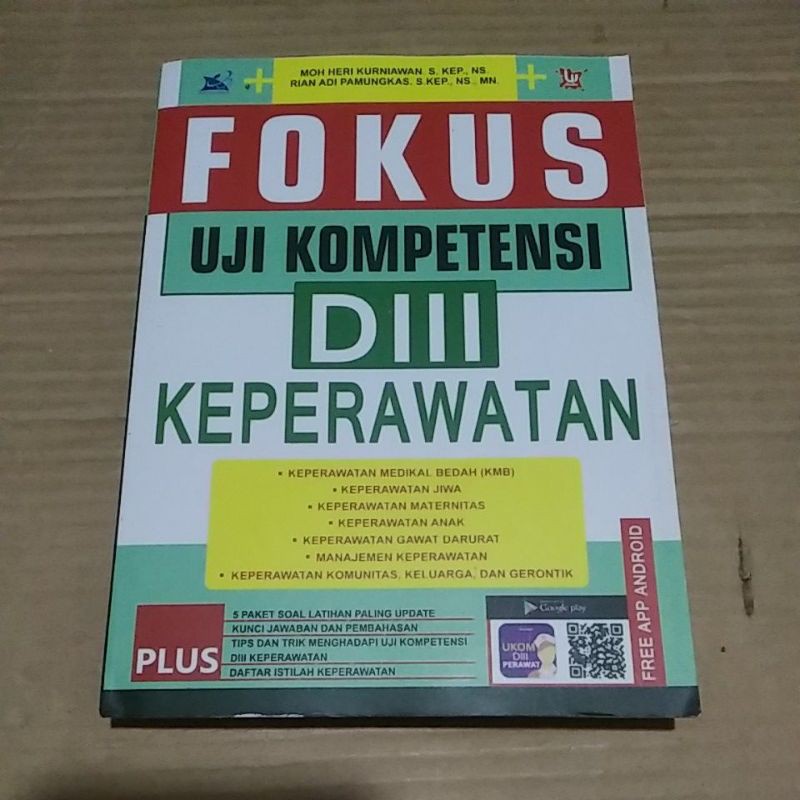 MOH HERI KURNIAWAN. S, KEP., NS
RIAN ADI PAMUNGKAS. S.KEP., NS., MN.
FOKUS
UJI KOMPETENSI
DIII
KEPERAWATAN
▪ KEPERAWATAN MEDIKAL BEDAH (KMB)
▪ KEPERAWATAN JIWA
▪ KEPERAWATAN MATERNITAS
▪ KEPERAWATAN ANAK
▪ KEPERAWATAN GAWAT DARURAT
▪ MANAJEMEN KEPERAWATAN
▪ KEPERAWATAN KOMUNITAS, KELUARGA, DAN GERONTIK
PLUS
5 PAKET SOAL LATIHAN PALING UPDATE
KUNCI JAWABAN DAN PEMBAHASAN
TIPS DAN TRIK MENGHADAPI UJI KOMPETENSI
DIII KEPERAWATAN
DAFTAR ISTILAH KEPERAWATAN
Google play
UKOM
DIII
PERAWAT
FREE APP ANDROID